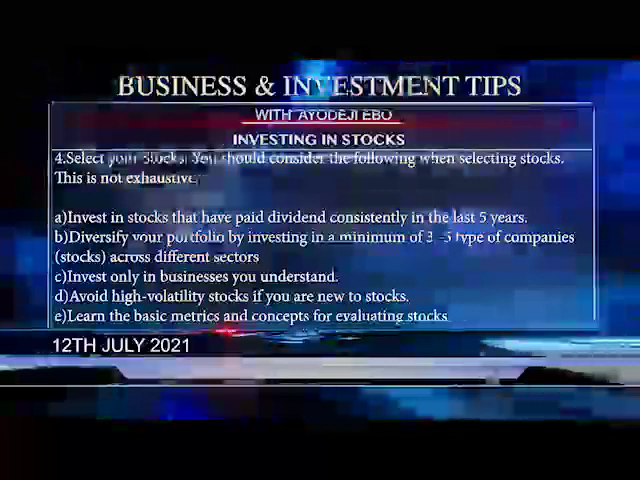 BUSINESS & INVESTMENT TIPS
WITH AYODEJI EBO
INVESTING IN STOCKS
4.Select your Stocks: You should consider the following when selecting stocks.
This is not exhaustive,
a)Invest in stocks that have paid dividend consistently in the last 5 years.
b)Diversify your portfolio by investing in a minimum of 3 -5 type of companies
(stocks) across different sectors
c)Invest only in businesses you understand.
d)Avoid high-volatility stocks if you are new to stocks.
e)Learn the basic metrics and concepts for evaluating stocks
12TH JULY 2021